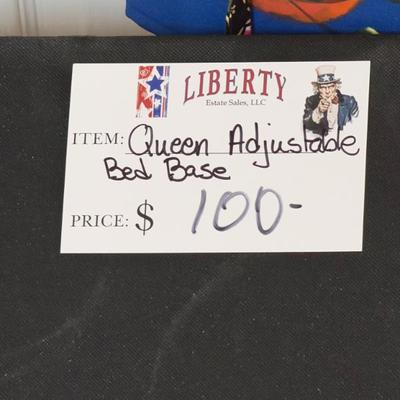 LIBERTY
Estate Sales, LLC
ITEM: Queen Adjustable
Bed Base
PRICE: $ 100-